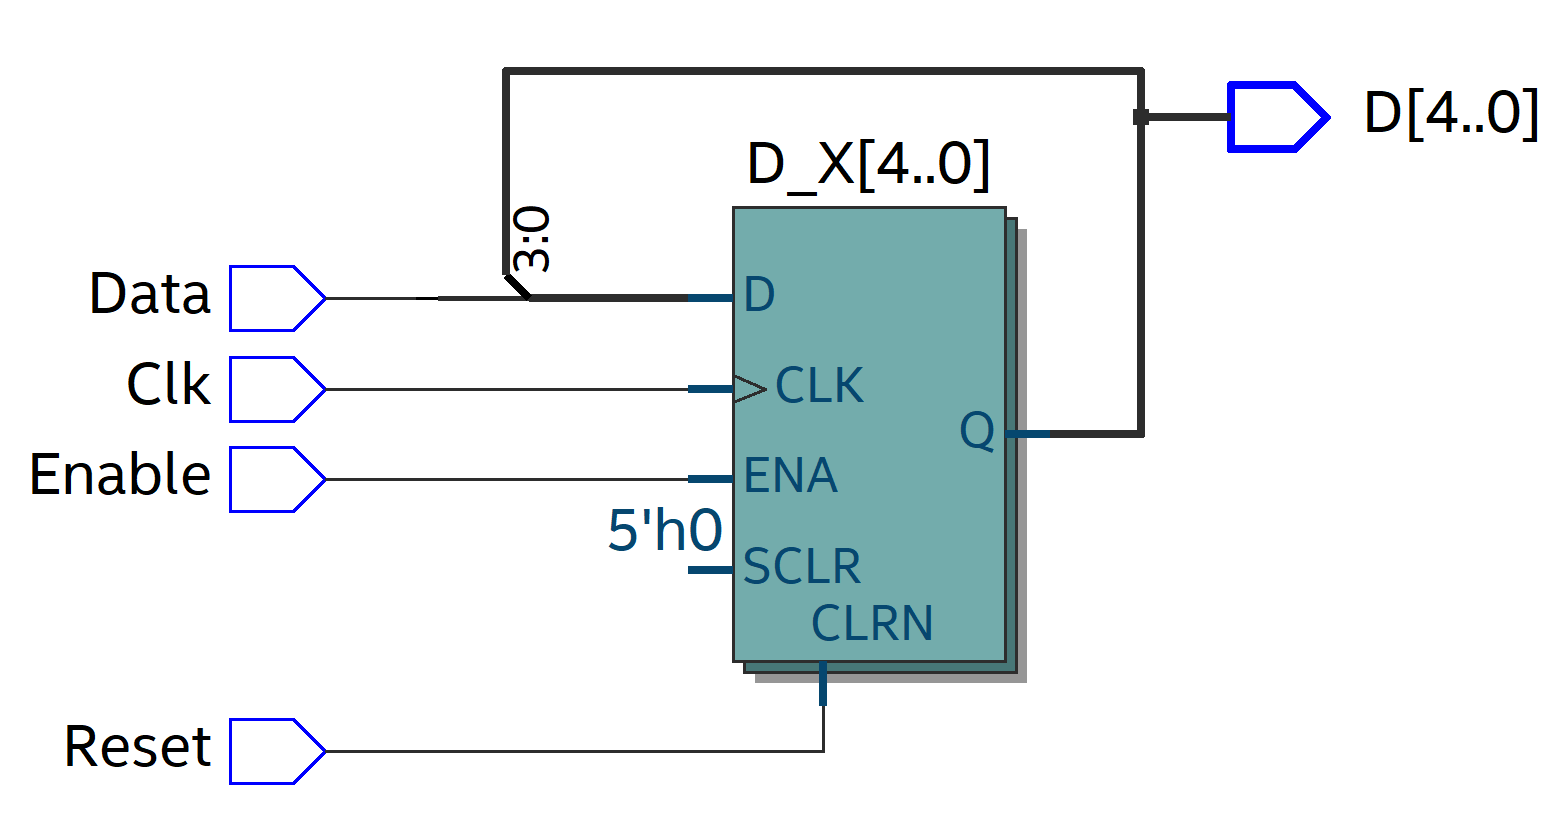 D[4..0]
D_X[4..0]
3:0
Data
D
Clk
CLK
Q
Enable
ENA
5'h0
SCLR
CLRN
Reset